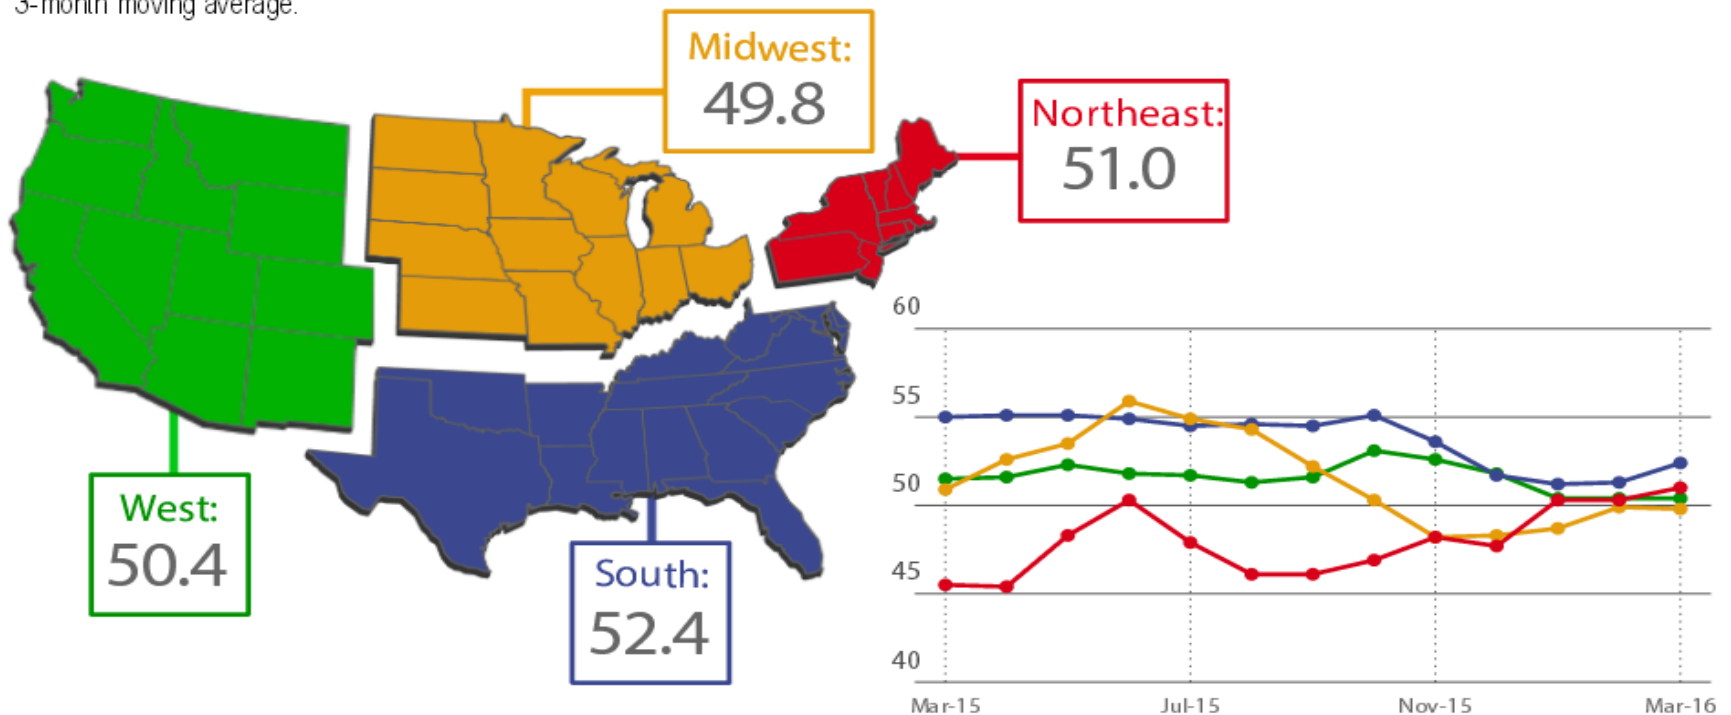 3-month moving average.
Midwest:
49.8
Northeast:
51.0
West:
50.4
South:
52.4
60
55
50
45
40
Mar-15
Jul-15
Nov-15
Mar-16